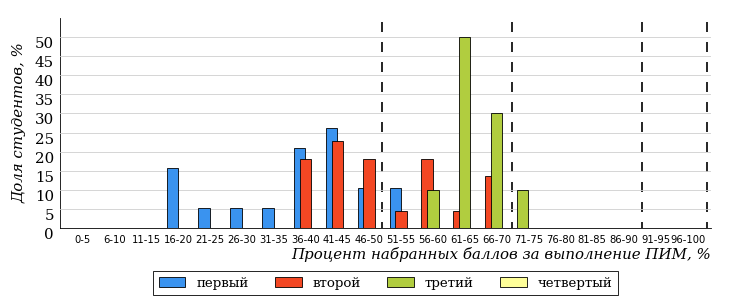 Доля студентов, %
50
45
40
35
30
25
20
15
10
5
0
0-5 6-10 11-15 16-20 21-25 26-30 31-35 36-40 41-45 46-50 51-55 56-60 61-65 66-70 71-75 76-80 81-85 86-90 91-95 96-100
Процент набранных баллов за выполнение ПИМ, %
первый второй третий четвертый